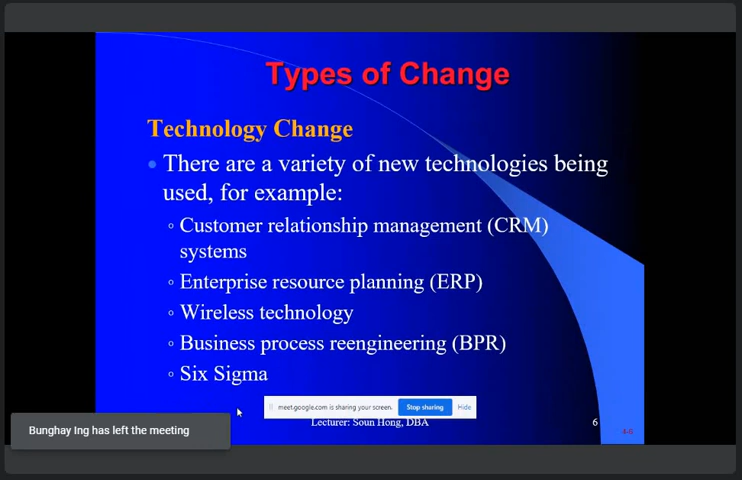 Types of Change
Technology Change
There are a variety of new technologies being
used, for example:
Customer relationship management (CRM)
systems
Enterprise resource planning (ERP)
Wireless technology
Business process reengineering (BPR)
Six Sigma
meet.google.com is sharing your screen. Stop sharing Hide
Lecturer: Soun Hong, DBA 6
4-6
Bunghay Ing has left the meeting